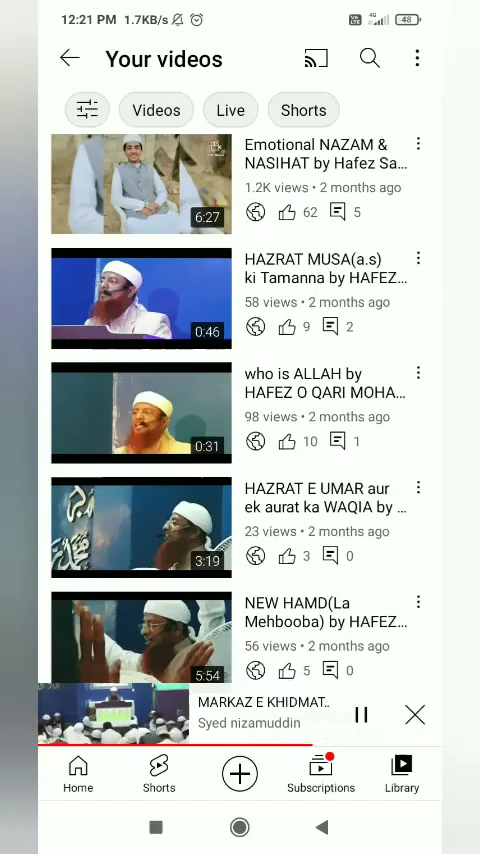 12:21 PM 1.7KB/s
4G
48
Your videos
Videos
Live
Shorts
Emotional NAZAM &
NASIHAT by Hafez Sa...
1.2K views • 2 months ago
62
5
6:27
HAZRAT MUSA(a.s)
ki Tamanna by HAFEZ...
58 views • 2 months ago
9
2
0:46
who is ALLAH by
HAFEZ O QARI MOHA...
98 views • 2 months ago
10
1
0:31
HAZRAT E UMAR aur
ek aurat ka WAQIA by ...
23 views • 2 months ago
3
0
3:19
NEW HAMD(La
Mehbooba) by HAFEZ...
56 views • 2 months ago
5
0
5:54
MARKAZ E KHIDMAT..
Syed nizamuddin
Home
Shorts
Subscriptions
Library